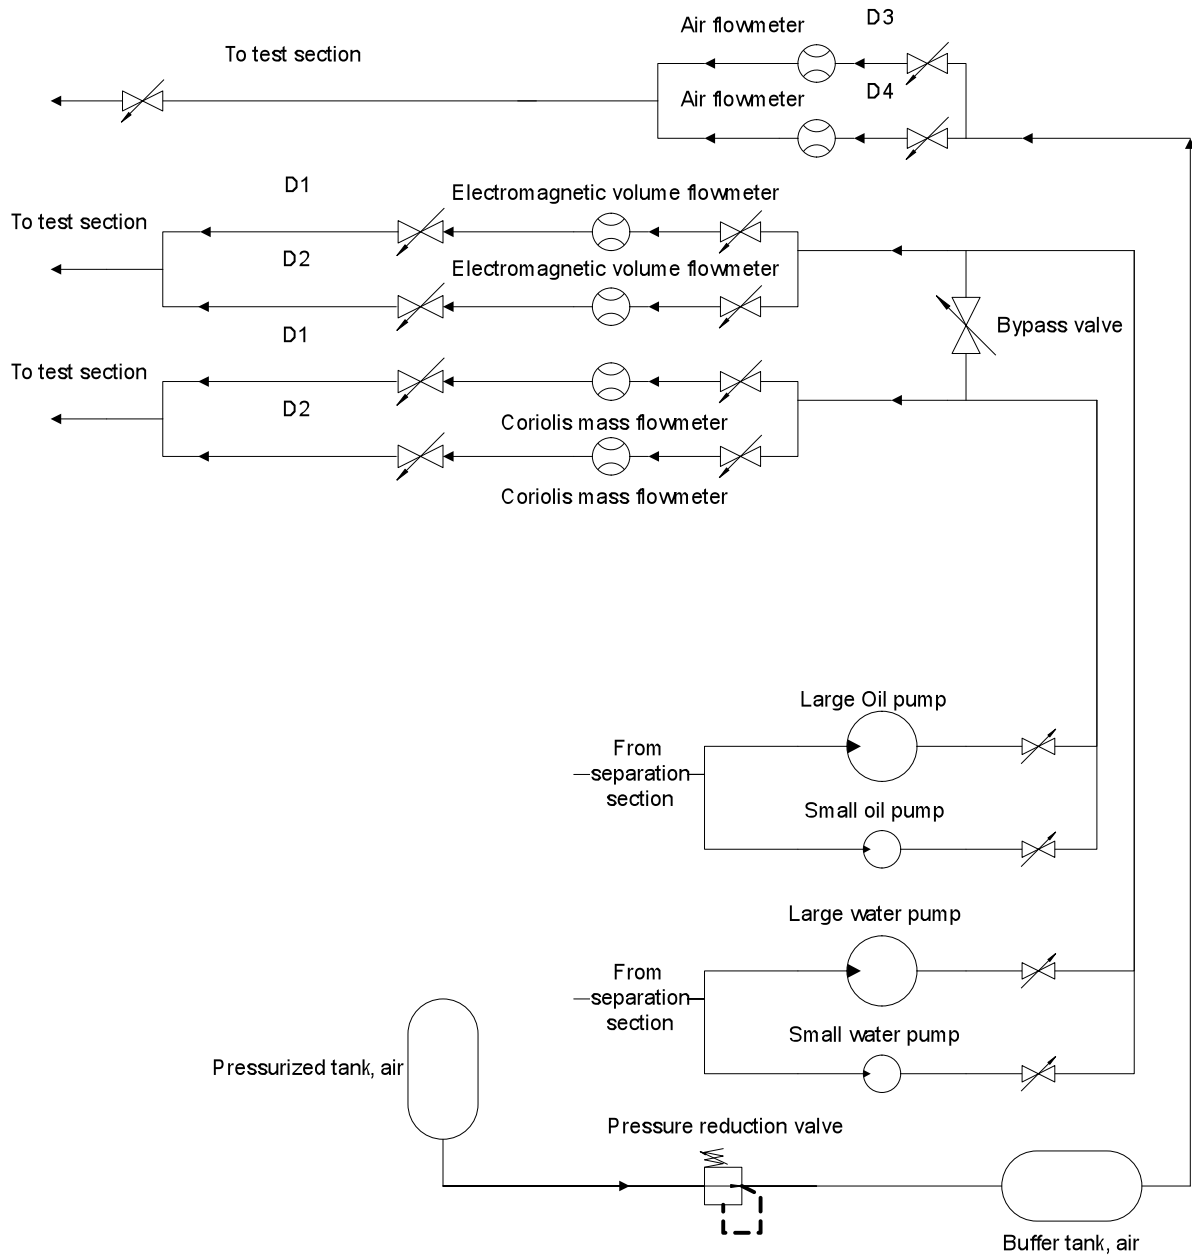 D3
Air flowmeter
To test section
D4
Air flowmeter
D1
Electromagnetic volume flowmeter
To test section
D2
Electromagnetic volume flowmeter
Bypass valve
D1
To test section
D2
Coriolis mass flowmeter
Coriolis mass flowmeter
Large Oil pump
From
separation
section
Small oil pump
Large water pump
From
separation
section
Small water pump
Pressurized tank, air
Pressure reduction valve
Buffer tank, air